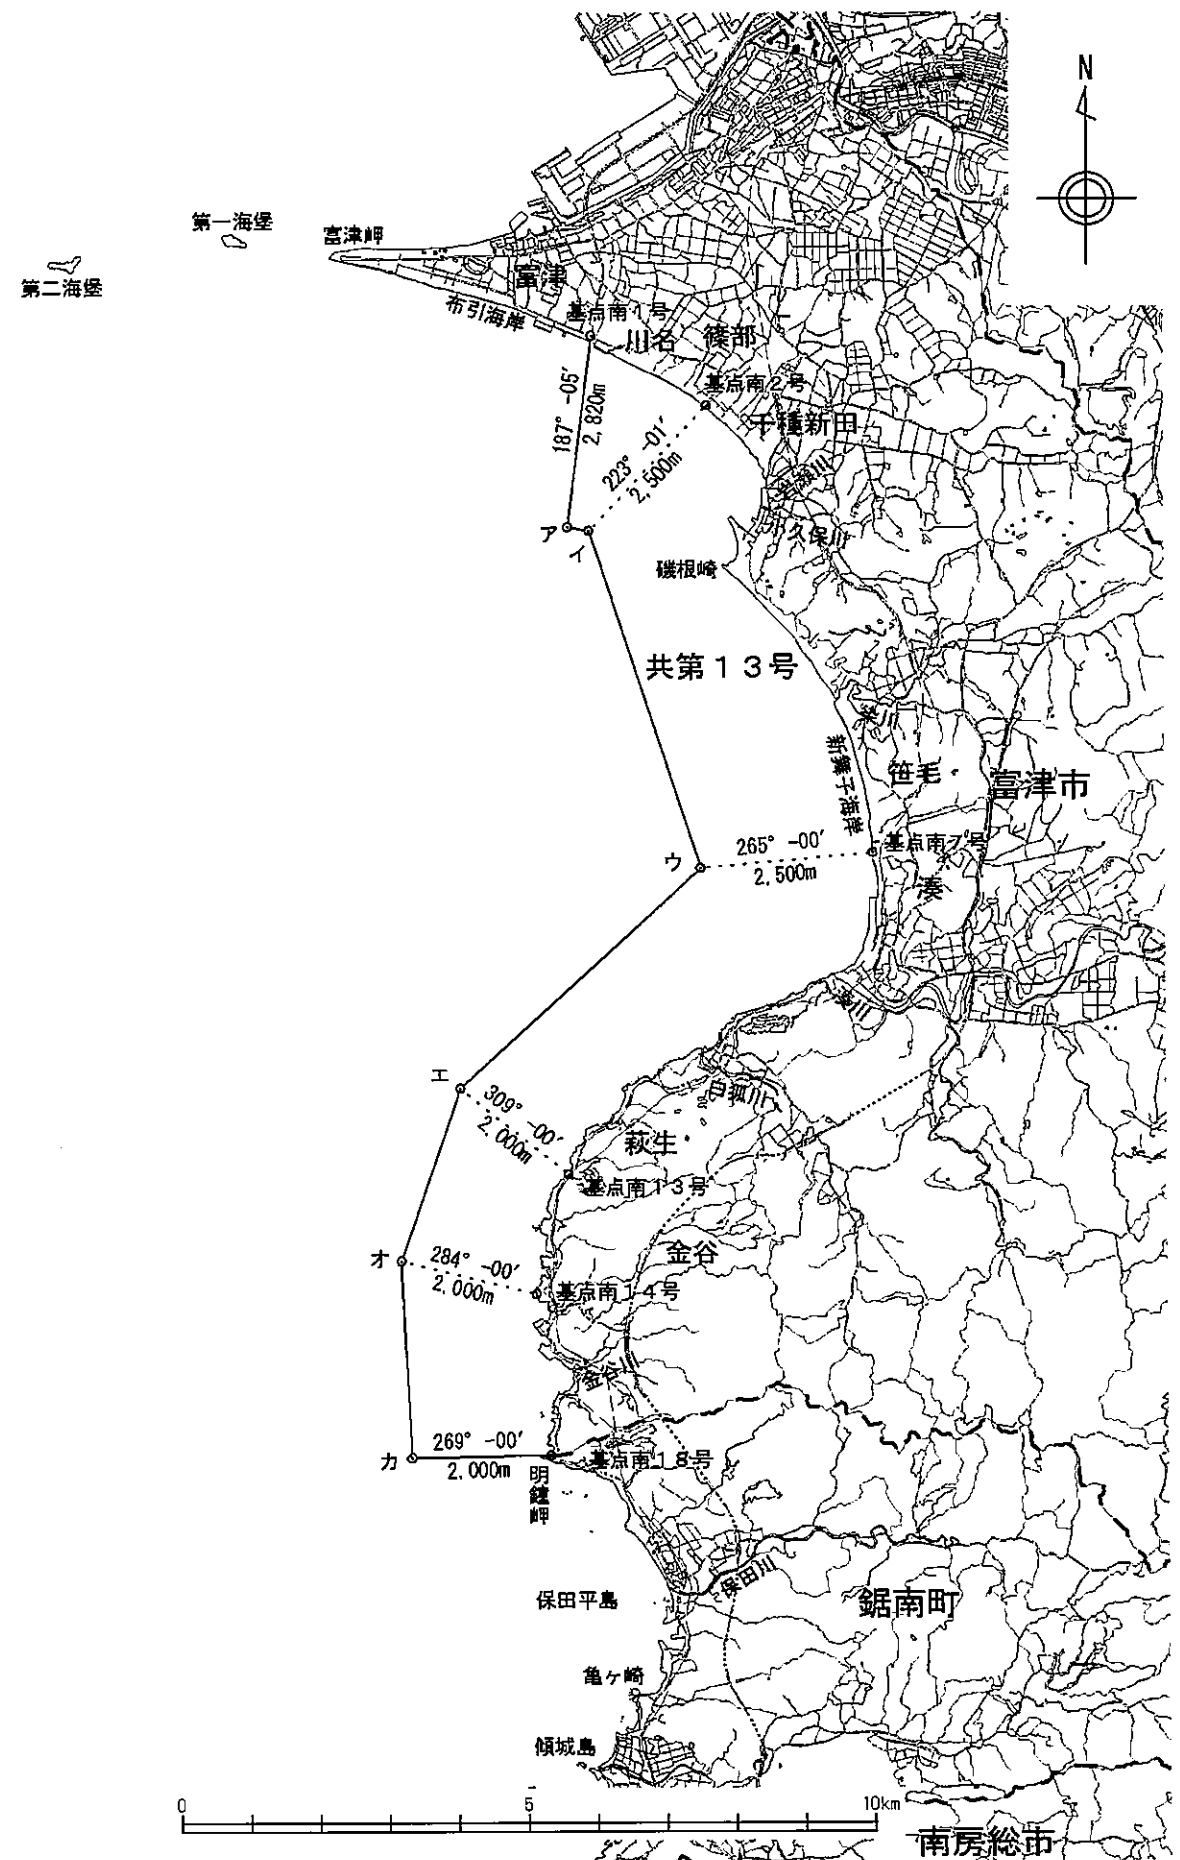 N
第一海堡
富津岬
第二海堡
富津
布引海岸
基点南1号
川名
篠部
基点南2号
千種新田
187° -05′
2,820m
223° -01′
2,500m
岩瀬川
小久保川
ア
イ
磯根崎
共第13号
染川
新舞子海岸
笹毛
富津市
基点南7号
265° -00′
2,500m
ウ
湊
湊川
エ
309° -00′
2,000m
白狐川
萩生
基点南13号
金谷
オ
284° -00′
2,000m
基点南14号
金谷川
カ
269° -00′
2,000m
基点南18号
明鐘岬
保田川
保田平島
鋸南町
亀ヶ崎
傾城島
0
5
10km
南房総市